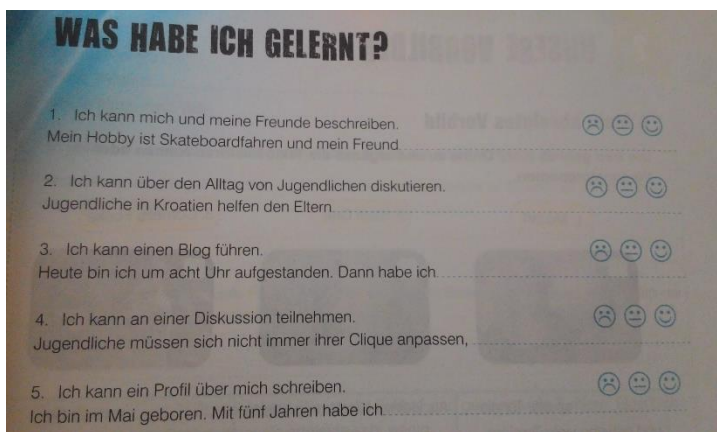 WAS HABE ICH GELERNT?
1. Ich kann mich und meine Freunde beschreiben.
Mein Hobby ist Skateboardfahren und mein Freund
2. Ich kann über den Alltag von Jugendlichen diskutieren.
Jugendliche in Kroatien helfen den Eltern
3. Ich kann einen Blog führen.
Heute bin ich um acht Uhr aufgestanden. Dann habe ich
4. Ich kann an einer Diskussion teilnehmen.
Jugendliche müssen sich nicht immer ihrer Clique anpassen,
5. Ich kann ein Profil über mich schreiben.
Ich bin im Mai geboren. Mit fünf Jahren habe ich